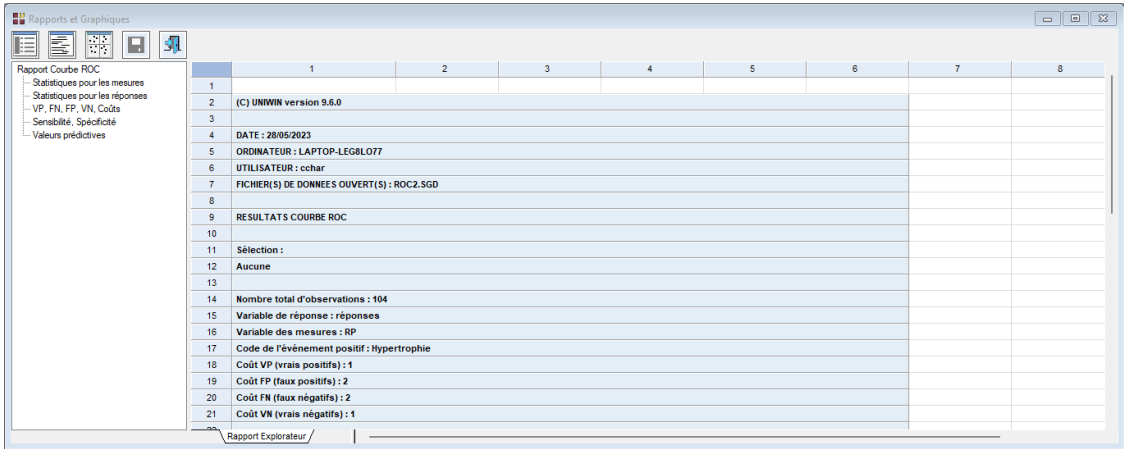 Rapports et Graphiques
Rapport Courbe ROC
Statistiques pour les mesures
Statistiques pour les réponses
VP, FN, FP, VN, Coûts
Sensibilité, Spécificité
Valeurs prédictives
1 2 3 4 5 6 7 8
1
2 (C) UNIWIN version 9.6.0
3
4 DATE : 28/05/2023
5 ORDINATEUR : LAPTOP-LEG8LO77
6 UTILISATEUR : cchar
7 FICHIER(S) DE DONNEES OUVERT(S) : ROC2.SGD
8
9 RESULTATS COURBE ROC
10
11 Sélection :
12 Aucune
13
14 Nombre total d'observations : 104
15 Variable de réponse : réponses
16 Variable des mesures : RP
17 Code de l'événement positif : Hypertrophie
18 Coût VP (vrais positifs) : 1
19 Coût FP (faux positifs) : 2
20 Coût FN (faux négatifs) : 2
21 Coût VN (vrais négatifs) : 1
Rapport Explorateur